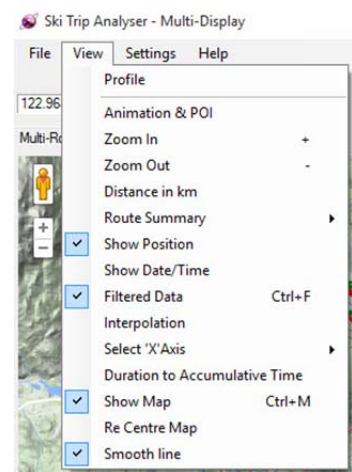 Ski Trip Analyser - Multi-Display
File View Settings Help
Profile
122.96
Animation & POI
Multi-Ro
Zoom In +
Zoom Out -
Distance in km
Route Summary
+
Show Position
-
Show Date/Time
Filtered Data Ctrl+F
Interpolation
Select 'X'Axis
Duration to Accumulative Time
Show Map Ctrl+M
Re Centre Map
Smooth line